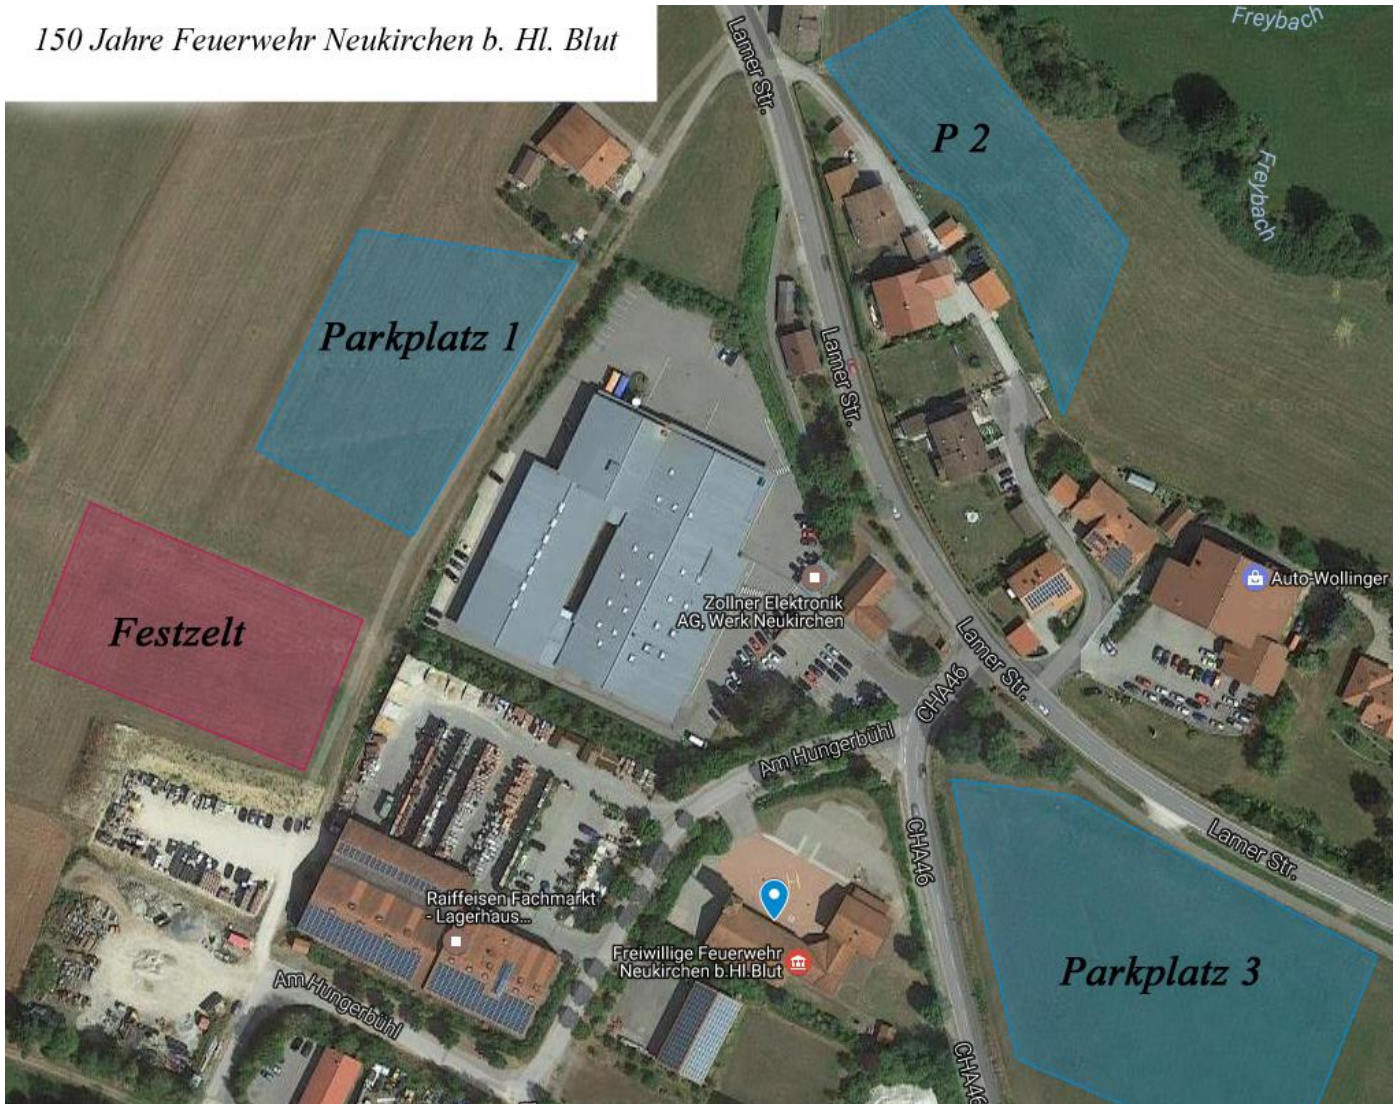 150 Jahre Feuerwehr Neukirchen b. Hl. Blut
Freybach
Lamer Str.
P 2
Freybach
Parkplatz 1
Lamer Str.
Zollner Elektronik
AG, Werk Neukirchen
Auto-Wollinger
Festzelt
Lamer Str.
CHA46
Am Hungerbühl
Lamer Str.
CHA46
Raiffeisen Fachmarkt
- Lagerhaus...
Freiwillige Feuerwehr
Neukirchen b.Hl.Blut
Parkplatz 3
Am Hungerbühl
CHA46